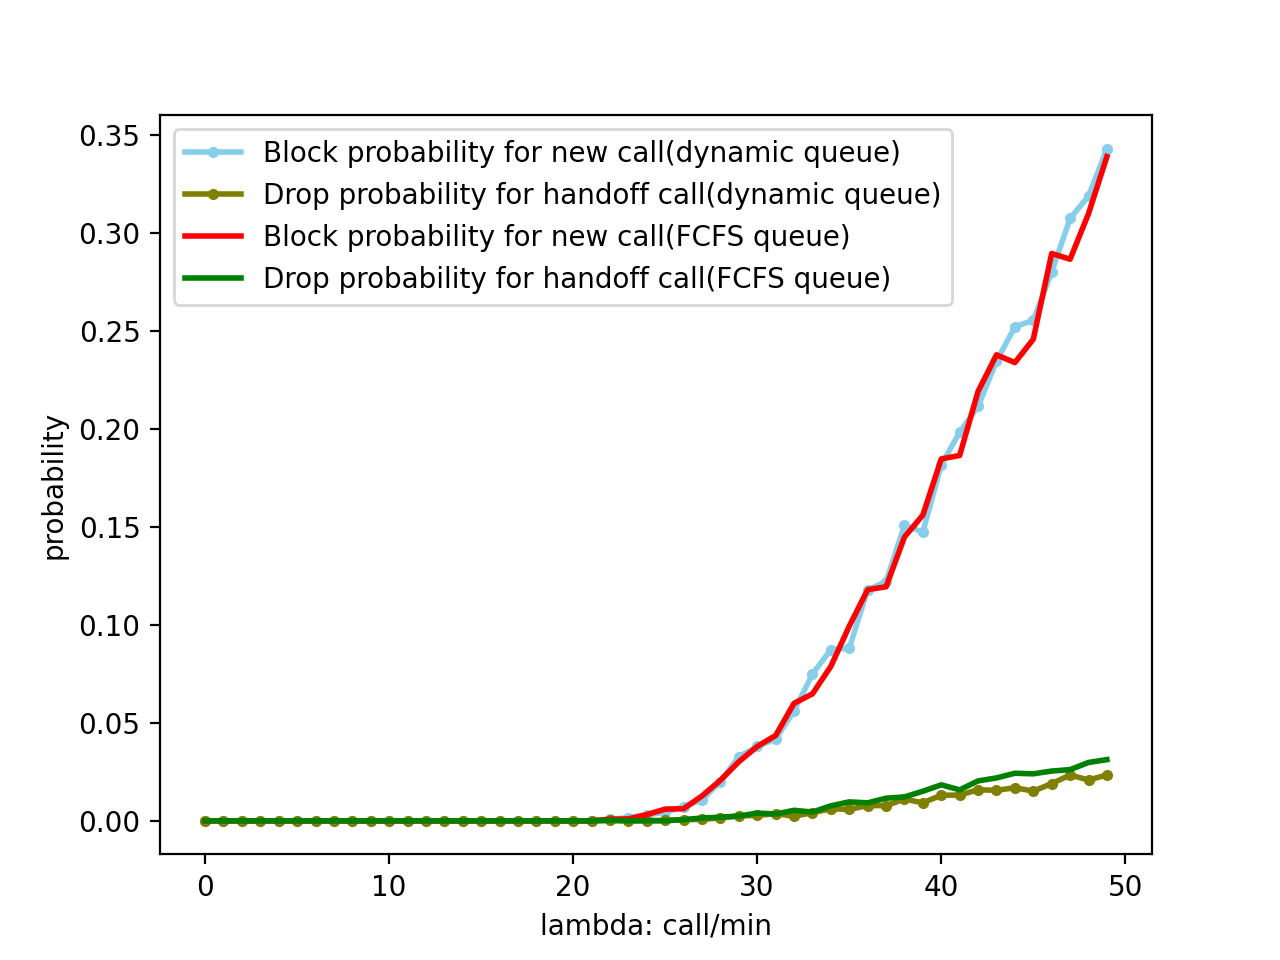 Block probability for new call(dynamic queue)
Drop probability for handoff call(dynamic queue)
Block probability for new call(FCFS queue)
Drop probability for handoff call(FCFS queue)
0.35
0.30
0.25
0.20
0.15
0.10
0.05
0.00
probability
0 10 20 30 40 50
lambda: call/min